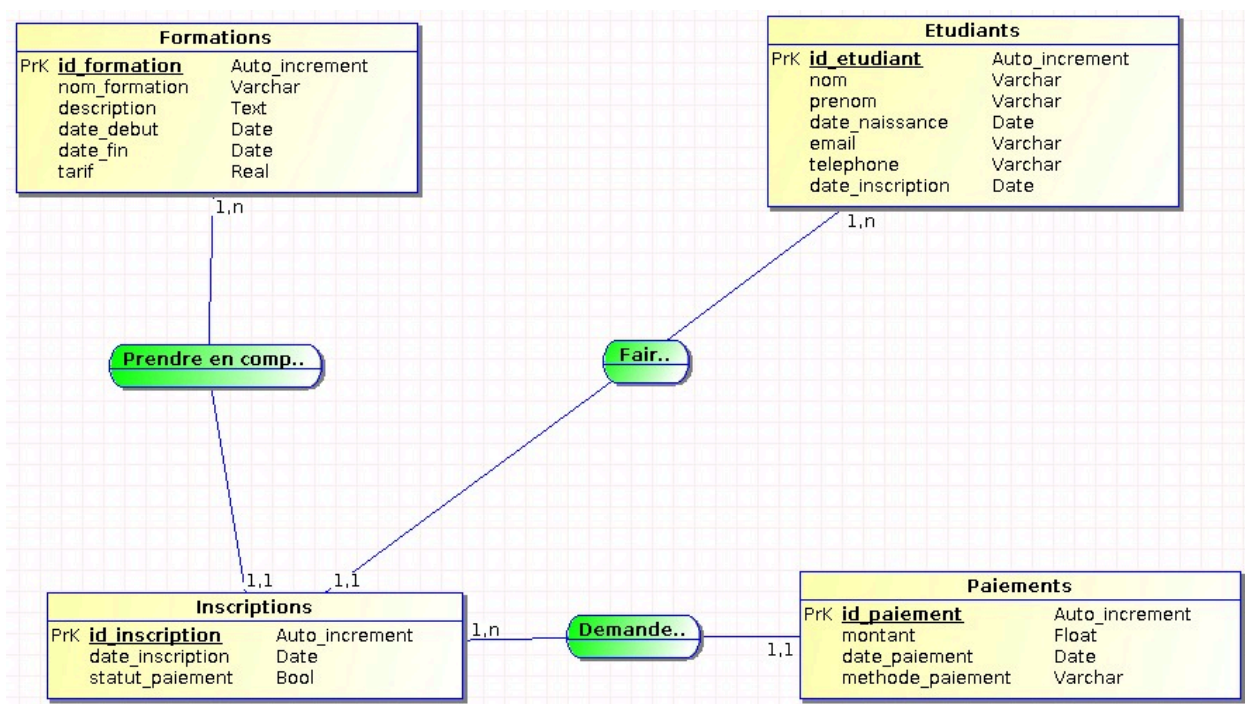 Formations
PrK id_formation Auto_increment
nom_formation Varchar
description Text
date_debut Date
date_fin Date
tarif Real
1,n
Etudiants
PrK id_etudiant Auto_increment
nom Varchar
prenom Varchar
date_naissance Date
email Varchar
telephone Varchar
date_inscription Date
1,n
Prendre en comp..
Fair..
1,1
1,1
Inscriptions
PrK id_inscription Auto_increment
date_inscription Date
statut_paiement Bool
1,n
Demande..
1,1
Paiements
PrK id_paiement Auto_increment
montant Float
date_paiement Date
methode_paiement Varchar